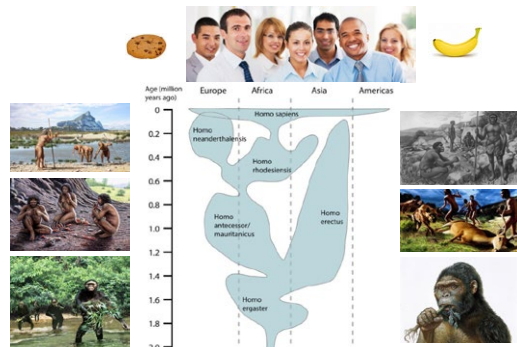 Age (million
years ago)
Europe
Africa
Asia
Americas
0
Homo sapiens
Homo
neanderthalensis
0.2
0.4
Homo
rhodesiensis
0.6
0.8
Homo
antecessor/
mauritanicus
Homo
erectus
1.0
1.2
1.4
1.6
Homo
ergaster
1.8
2.0